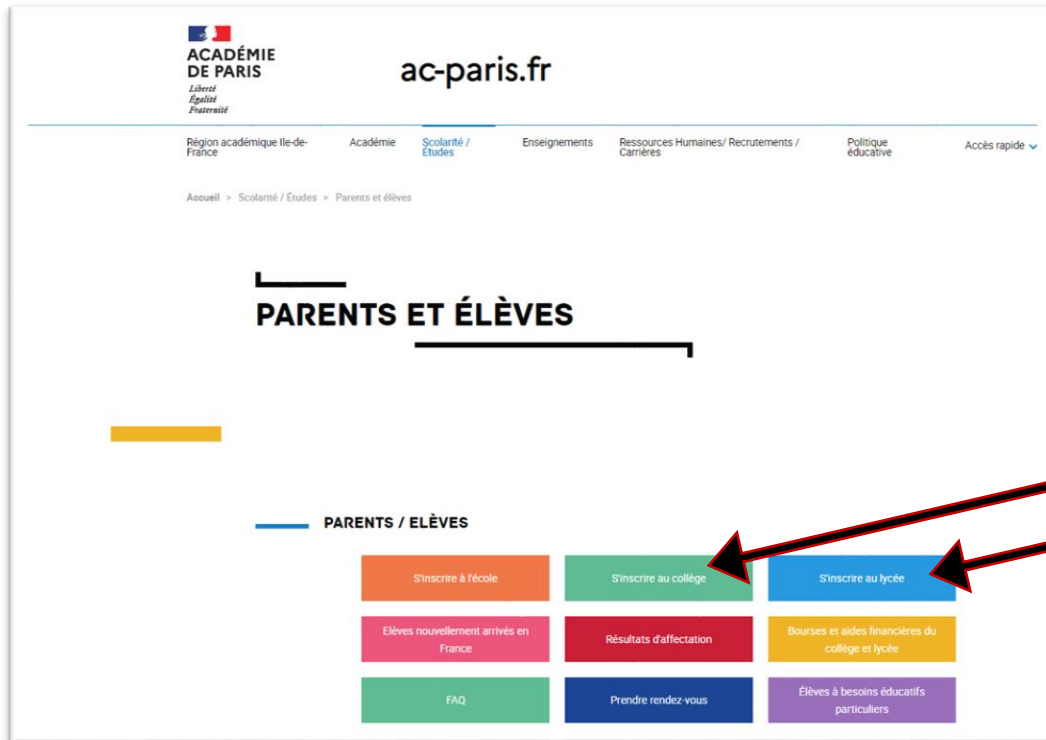 ACADÉMIE
DE PARIS
Liberté
Égalité
Fraternité
ac-paris.fr
Région académique Ile-de-
France
Académie
Scolarité /
Études
Enseignements
Ressources Humaines/ Recrutements /
Carrières
Politique
éducative
Accès rapide
Accueil > Scolarité / Études > Parents et élèves
PARENTS ET ÉLÈVES
PARENTS / ELÈVES
S'inscrire à l'école
S'inscrire au collège
S'inscrire au lycée
Elèves nouvellement arrivés en
France
Résultats d'affectation
Bourses et aides financières du
collège et lycée
FAQ
Prendre rendez-vous
Élèves à besoins éducatifs
particuliers